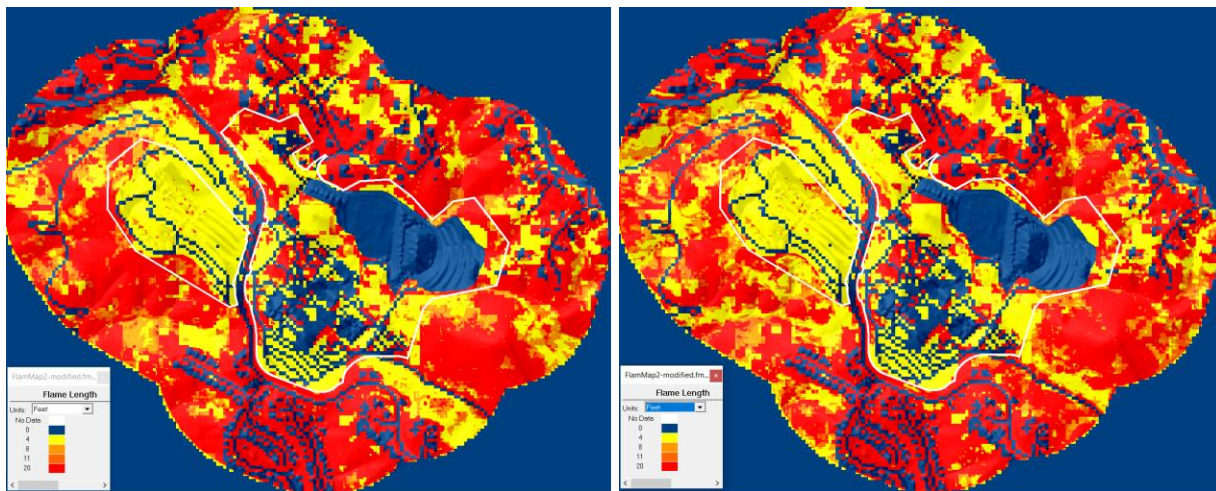 FlamMap2-modified.fm...
Flame Length
Units: Feet
No Data
0
4
8
11
20
FlamMap2-modified.fm...
Flame Length
Units: Feet
No Data
0
4
8
11
20